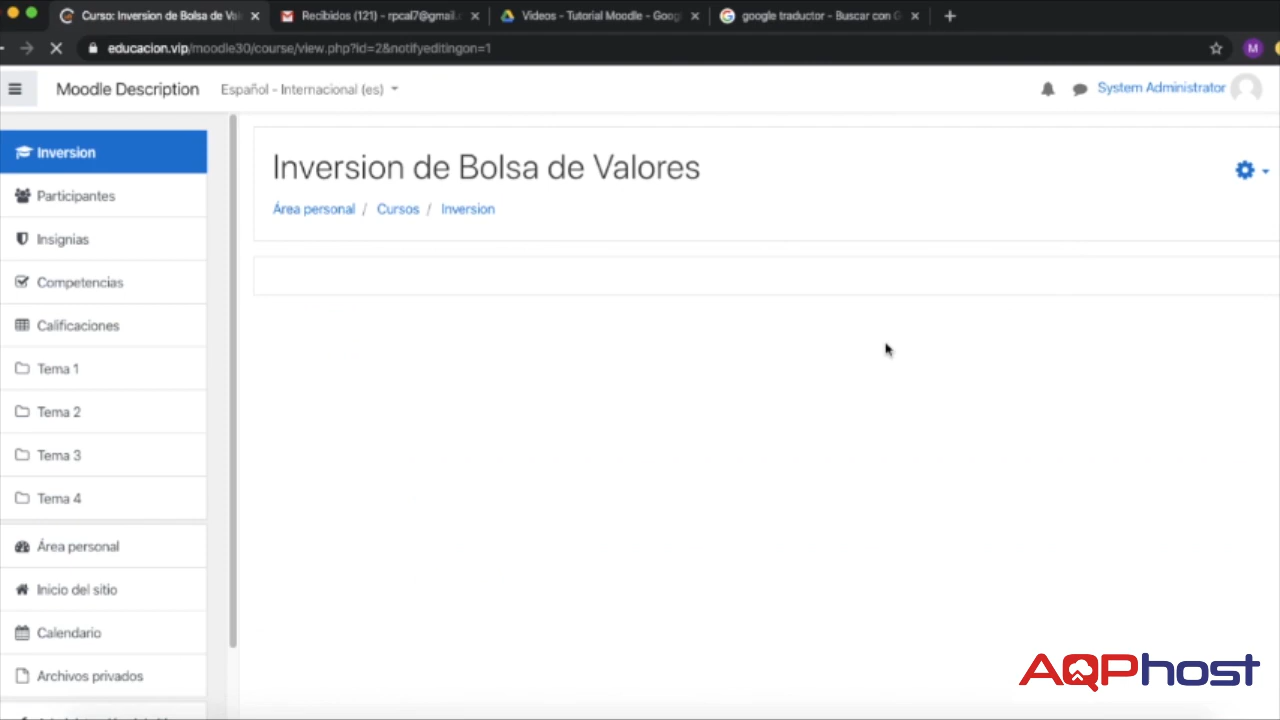 Curso: Inversion de Bolsa de Va
Recibidos (121) - rpcal7@gmail.
Videos - Tutorial Moodle - Goog
google traductor - Buscar con G
educacion.vip/moodle30/course/view.php?id=2&notifyeditingon=1
M
Moodle Description
Español - Internacional (es)
System Administrator
Inversion
Participantes
Insignias
Competencias
Calificaciones
Tema 1
Tema 2
Tema 3
Tema 4
Área personal
Inicio del sitio
Calendario
Archivos privados
Inversion de Bolsa de Valores
Área personal / Cursos / Inversion
AQPhost